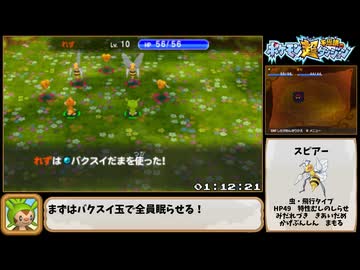 れず Lv. 10 HP 56/56
ポケモン超不思議のダンジョン
れずはバクスイだまを使った!
01:12:21
スピアー
虫・飛行タイプ
HP49 特性むしのしらせ
みだれづき きあいだめ
かげぶんしん まもる
まずはバクスイ玉で全員眠らせる!